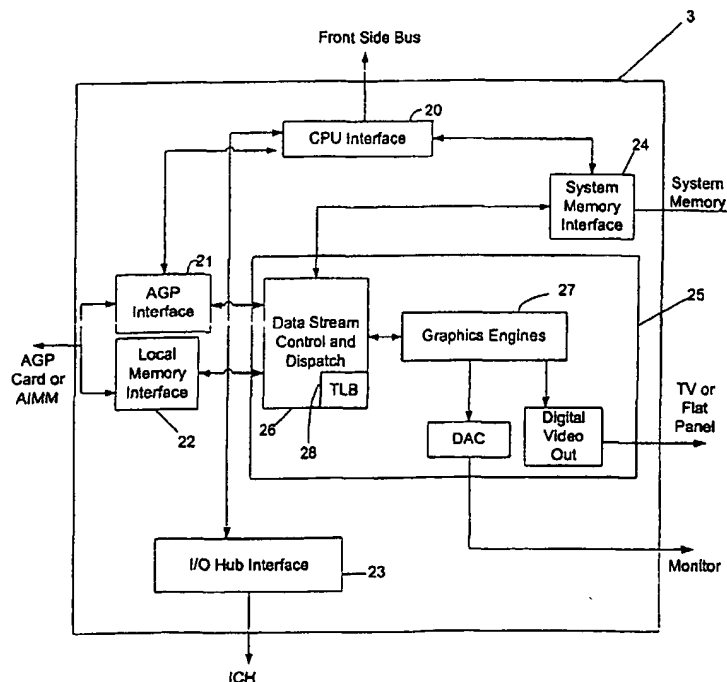 Front Side Bus
3
20
CPU Interface
24
System
Memory
Interface
System
Memory
21
AGP
Interface
27
25
Data Stream
Control and
Dispatch
Graphics Engines
AGP
Card or
AIMM
Local
Memory
Interface
TLB
TV or
Flat
Panel
22
26
28
DAC
Digital
Video
Out
I/O Hub Interface
23
Monitor
ICH